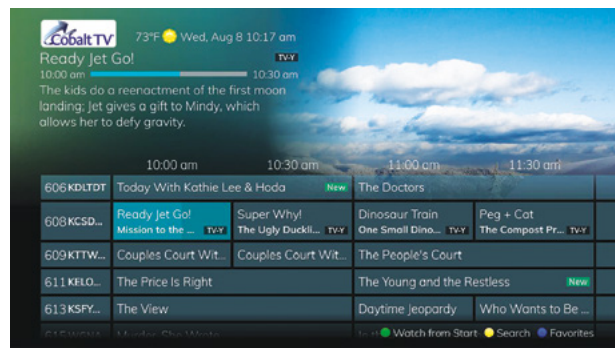 Cobalt TV
73°F Wed, Aug 8 10:17 am
Ready Jet Go! TV-Y
10:00 am 10:30 am
The kids do a reenactment of the first moon
landing; Jet gives a gift to Mindy, which
allows her to defy gravity.
10:00 am 10:30 am 11:00 am 11:30 am
606 KDLTDT Today With Kathie Lee & Hoda New The Doctors
608 KCSD... Ready Jet Go! Super Why! Dinosaur Train Peg + Cat
Mission to the ... TV-Y The Ugly Duckli... TV-Y One Small Dino... TV-Y The Compost Pr... TV-Y
609 KTTW... Couples Court Wit... Couples Court Wit... The People's Court
611 KELO... The Price Is Right The Young and the Restless New
613 KSFY... The View Daytime Jeopardy Who Wants to Be ...
Murder, She Wrote
Watch from Start Search Favorites